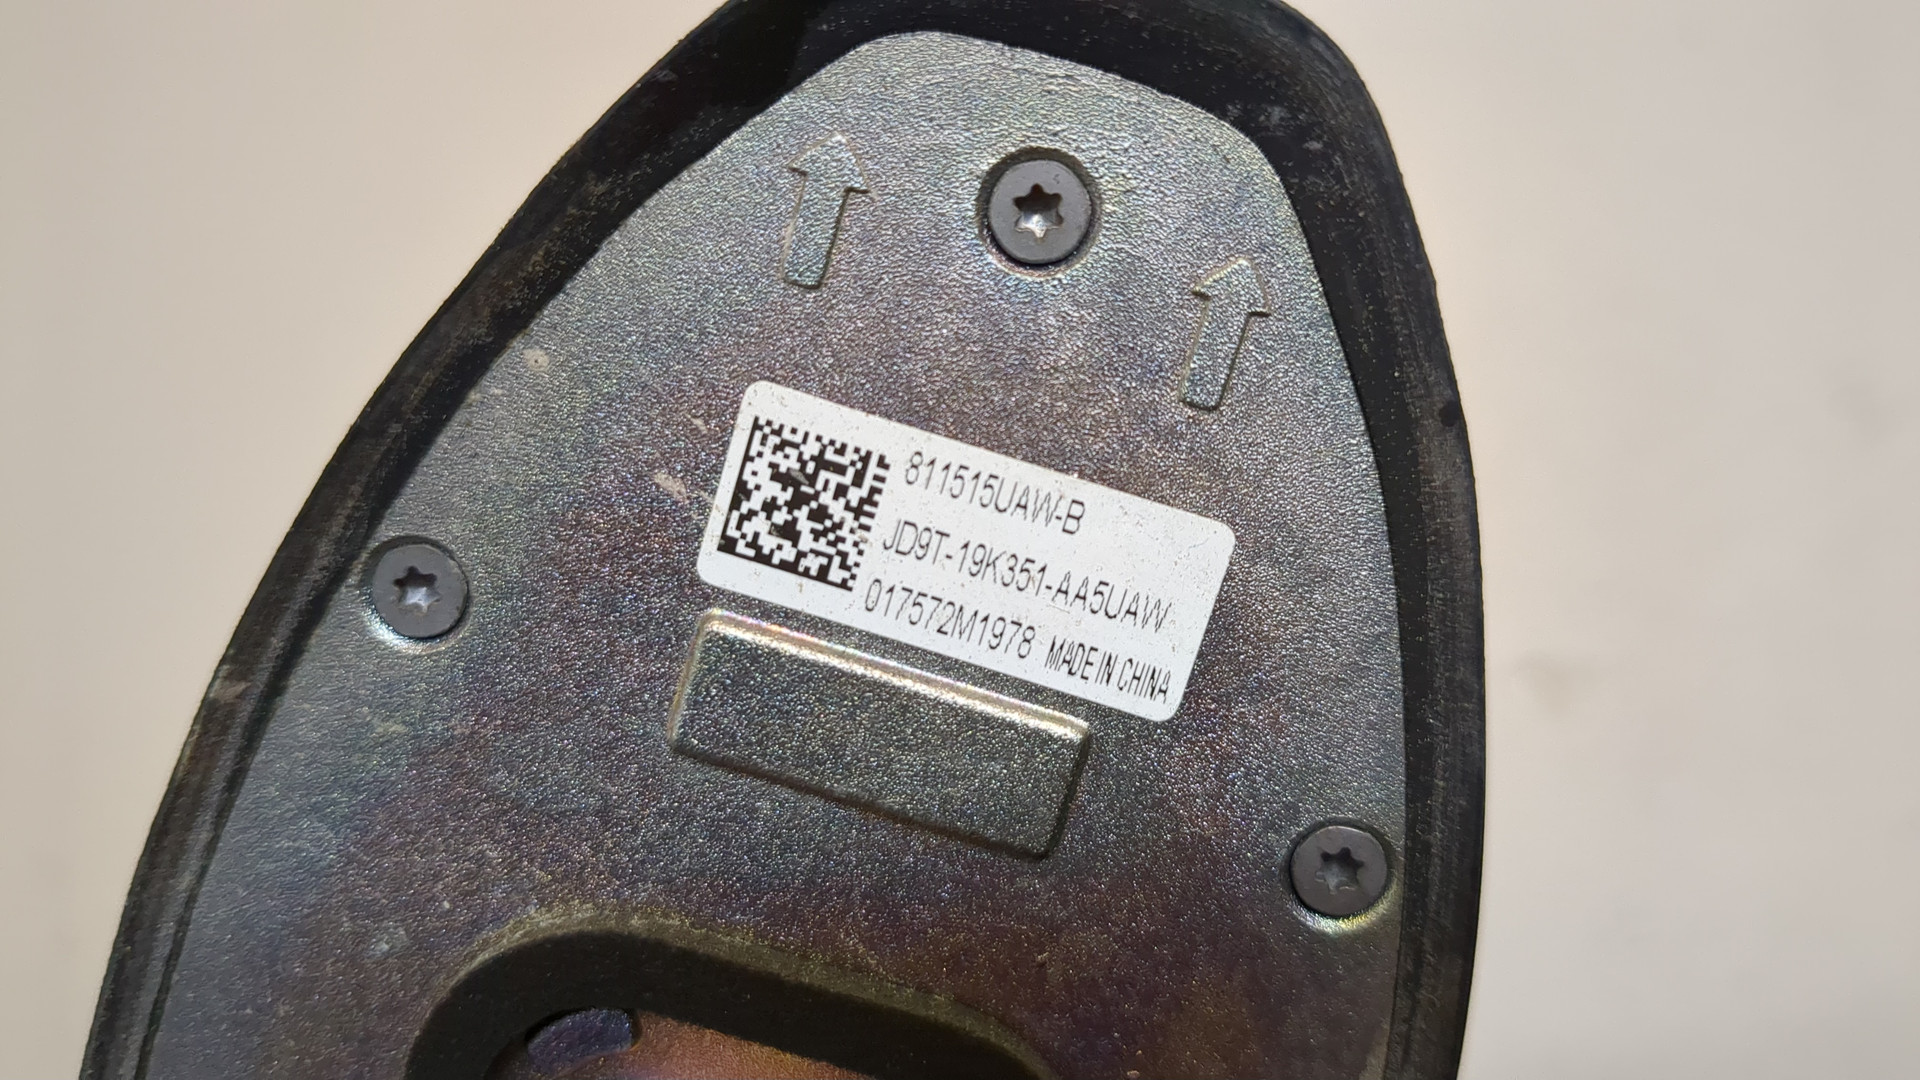 811515UAW-B
JD9T-19K351-AA5UAW
017572M1978 MADE IN CHINA